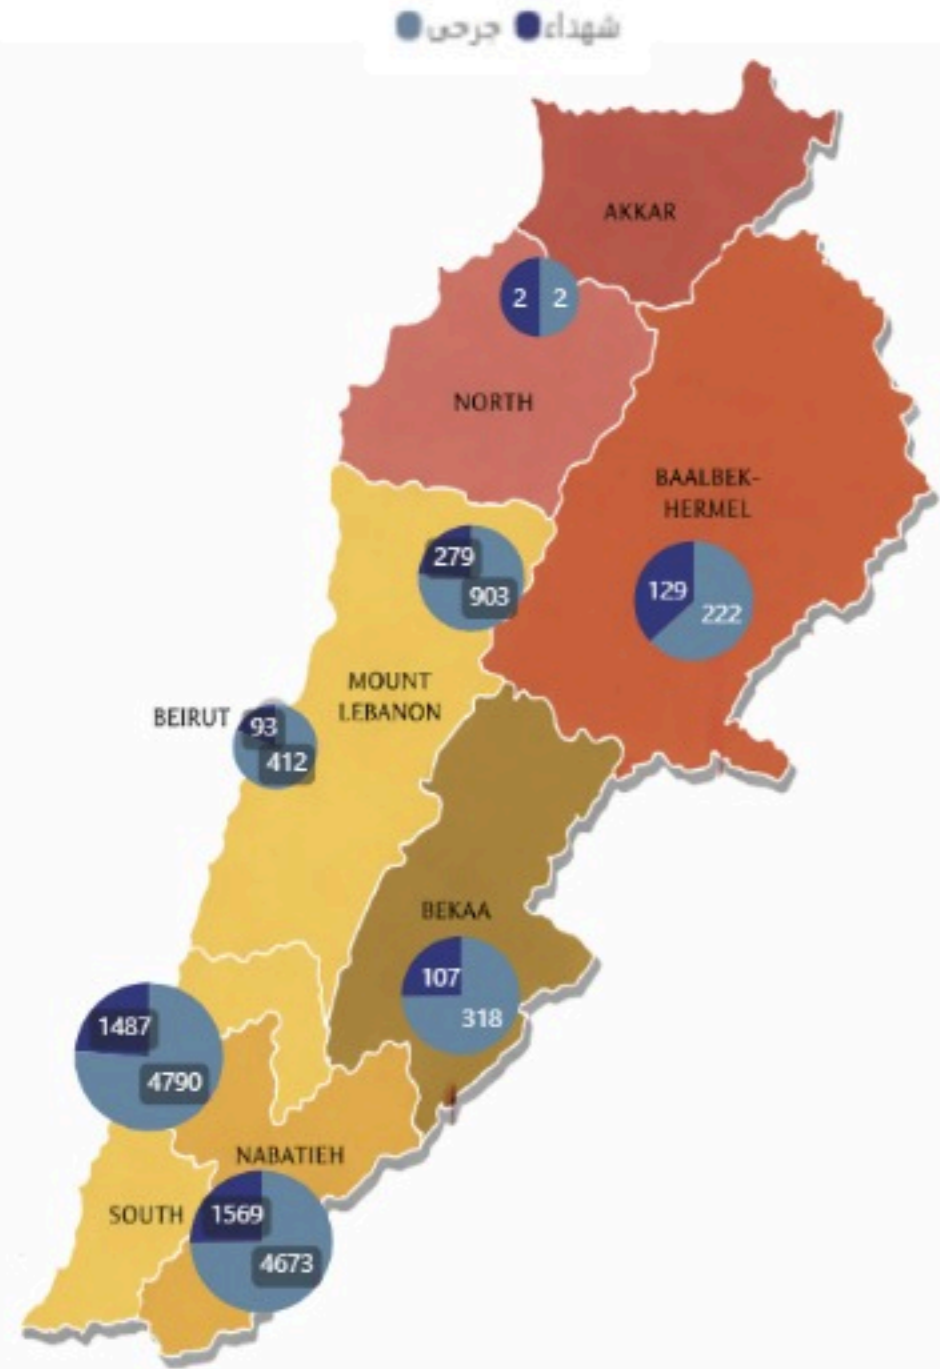 شهداء جرحى
AKKAR
2 2
NORTH
BAALBEK-
HERMEL
279
903
129
222
MOUNT
LEBANON
BEIRUT
93
412
BEKAA
107
318
1487
4790
NABATIEH
SOUTH
1569
4673